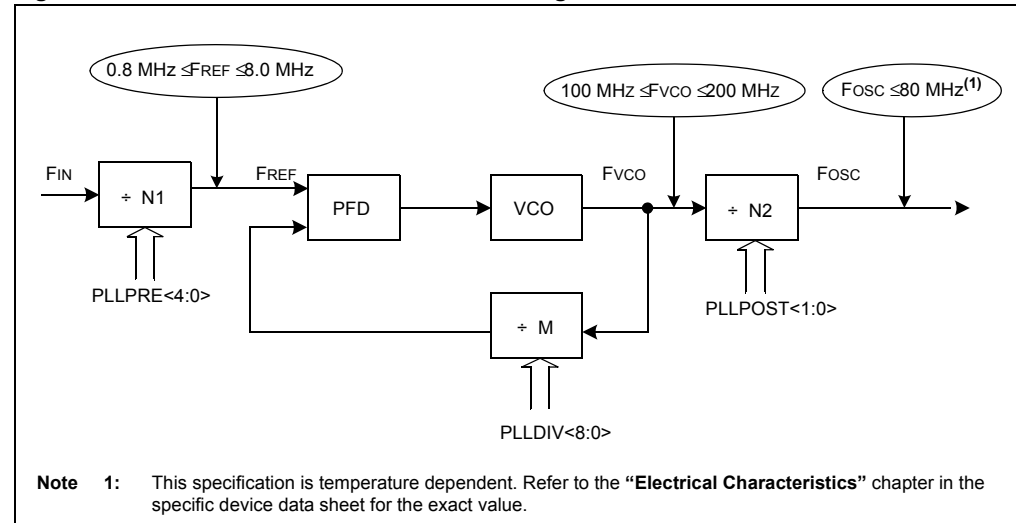 0.8 MHz ≤FREF ≤8.0 MHz
100 MHz ≤FVCO ≤200 MHz
FOSC ≤80 MHz(1)
FIN
÷ N1
FREF
PFD
VCO
FVCO
÷ N2
FOSC
PLLPRE<4:0>
÷ M
PLLPOST<1:0>
PLLDIV<8:0>
Note 1: This specification is temperature dependent. Refer to the “Electrical Characteristics” chapter in the
specific device data sheet for the exact value.